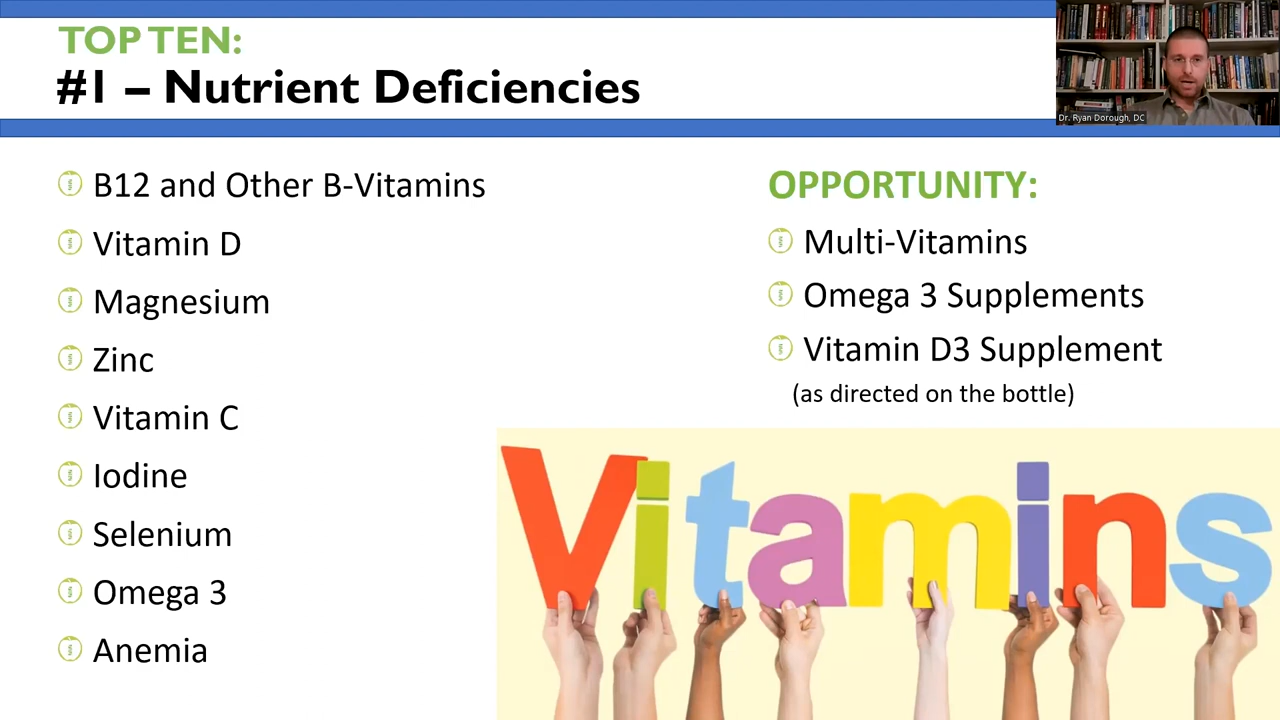 TOP TEN:
#1 – Nutrient Deficiencies
Dr. Ryan Dorough, DC
B12 and Other B-Vitamins
Vitamin D
Magnesium
Zinc
Vitamin C
Iodine
Selenium
Omega 3
Anemia
OPPORTUNITY:
Multi-Vitamins
Omega 3 Supplements
Vitamin D3 Supplement
(as directed on the bottle)
Vitamins